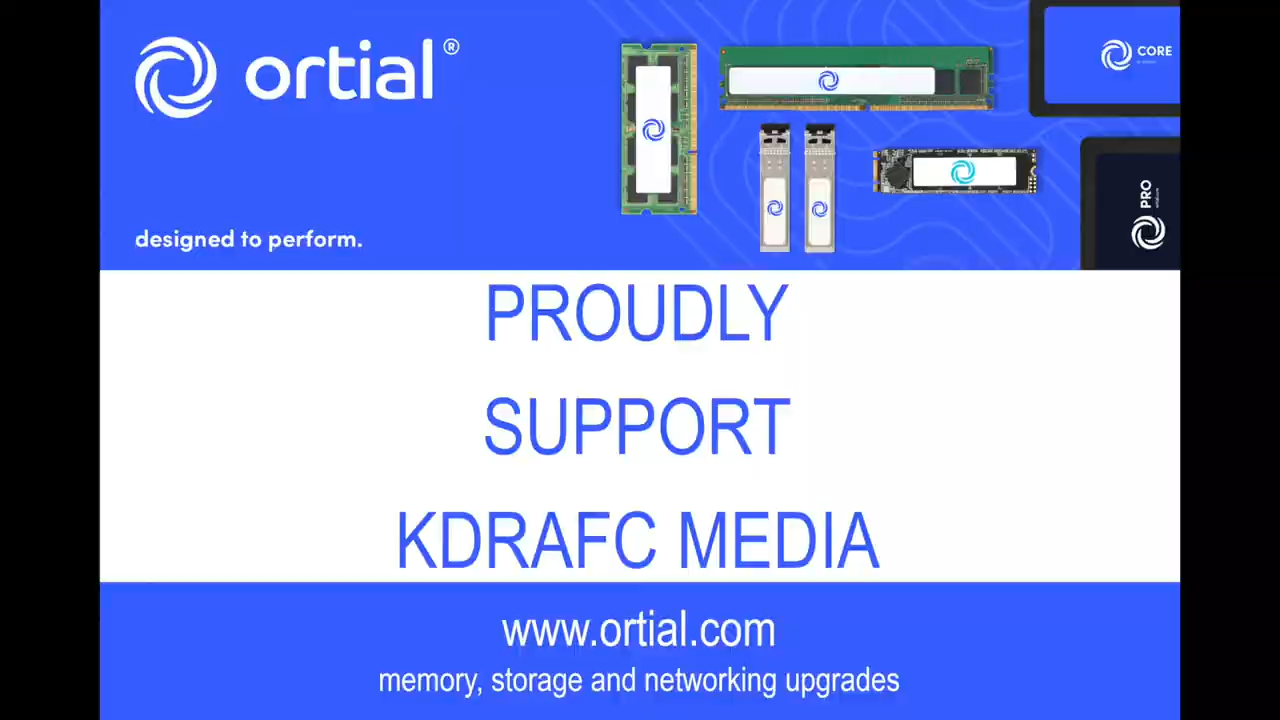 ortial®
CORE
PRO
designed to perform.
PROUDLY
SUPPORT
KDRAFC MEDIA
www.ortial.com
memory, storage and networking upgrades